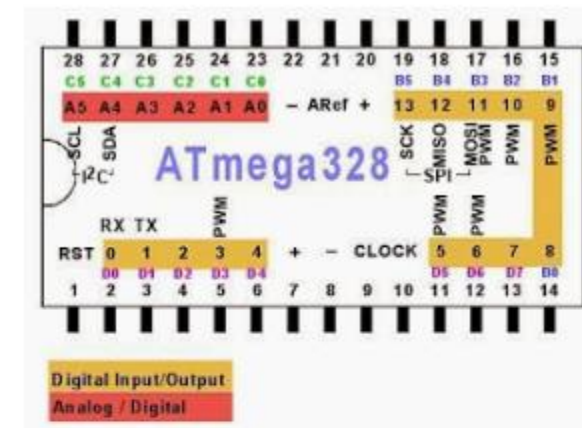 28 27 26 25 24 23 22 21 20 19 18 17 16 15
C5 C4 C3 C2 C1 C0 B5 B4 B3 B2 B1
A5 A4 A3 A2 A1 A0 - ARef + 13 12 11 10 9
SCL SDA SCK MISO MOSI PWM PWM PWM
I²C SPI
ATmega328
RX TX PWM PWM PWM
RST 0 1 2 3 4 + - CLOCK 5 6 7 8
D0 D1 D2 D3 D4 D5 D6 D7 B0
1 2 3 4 5 6 7 8 9 10 11 12 13 14
Digital Input/Output
Analog / Digital